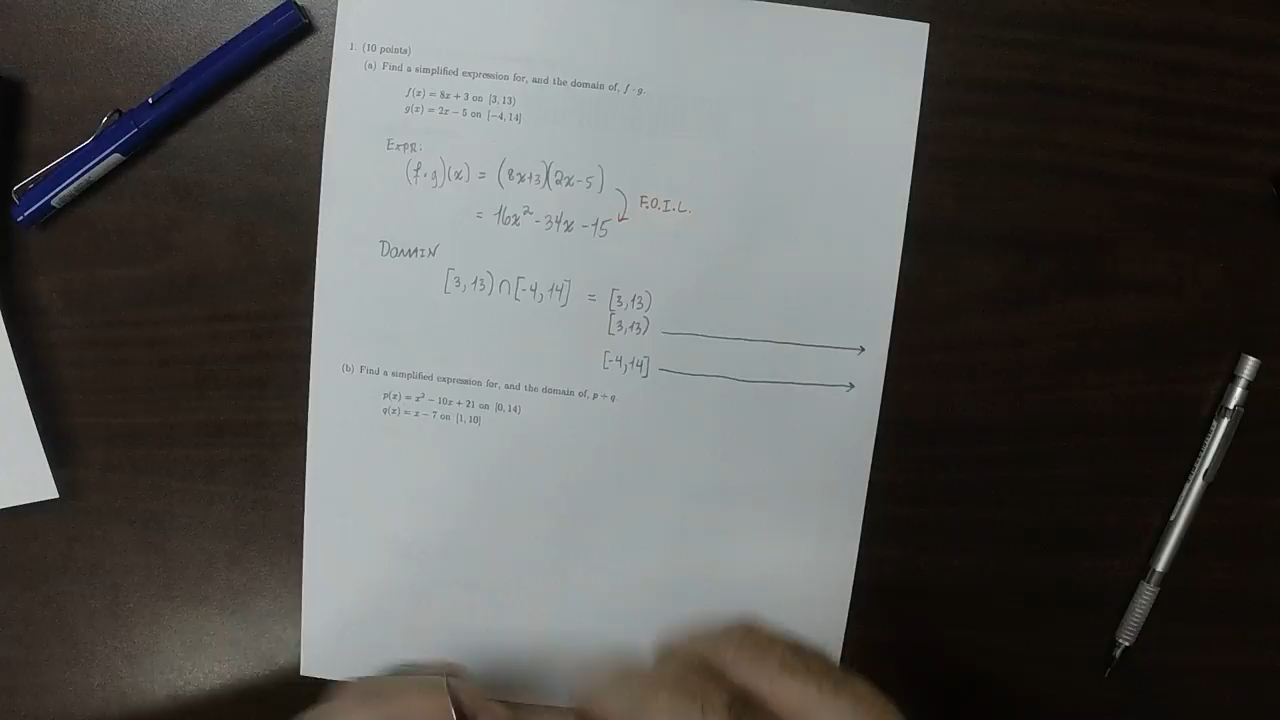 1. (10 points)
(a) Find a simplified expression for, and the domain of, f · g.
f(x) = 8x + 3 on [3, 13)
g(x) = 2x − 5 on [−4, 14]
EXPR:
(f·g)(x) = (8x+3)(2x−5)
F.O.I.L.
= 16x² − 34x − 15
DOMAIN
[3, 13) ∩ [−4, 14] = [3, 13)
[3, 13)
[−4, 14]
(b) Find a simplified expression for, and the domain of, p ÷ q.
p(x) = x² − 10x + 21 on [0, 14)
q(x) = x − 7 on [1, 10]